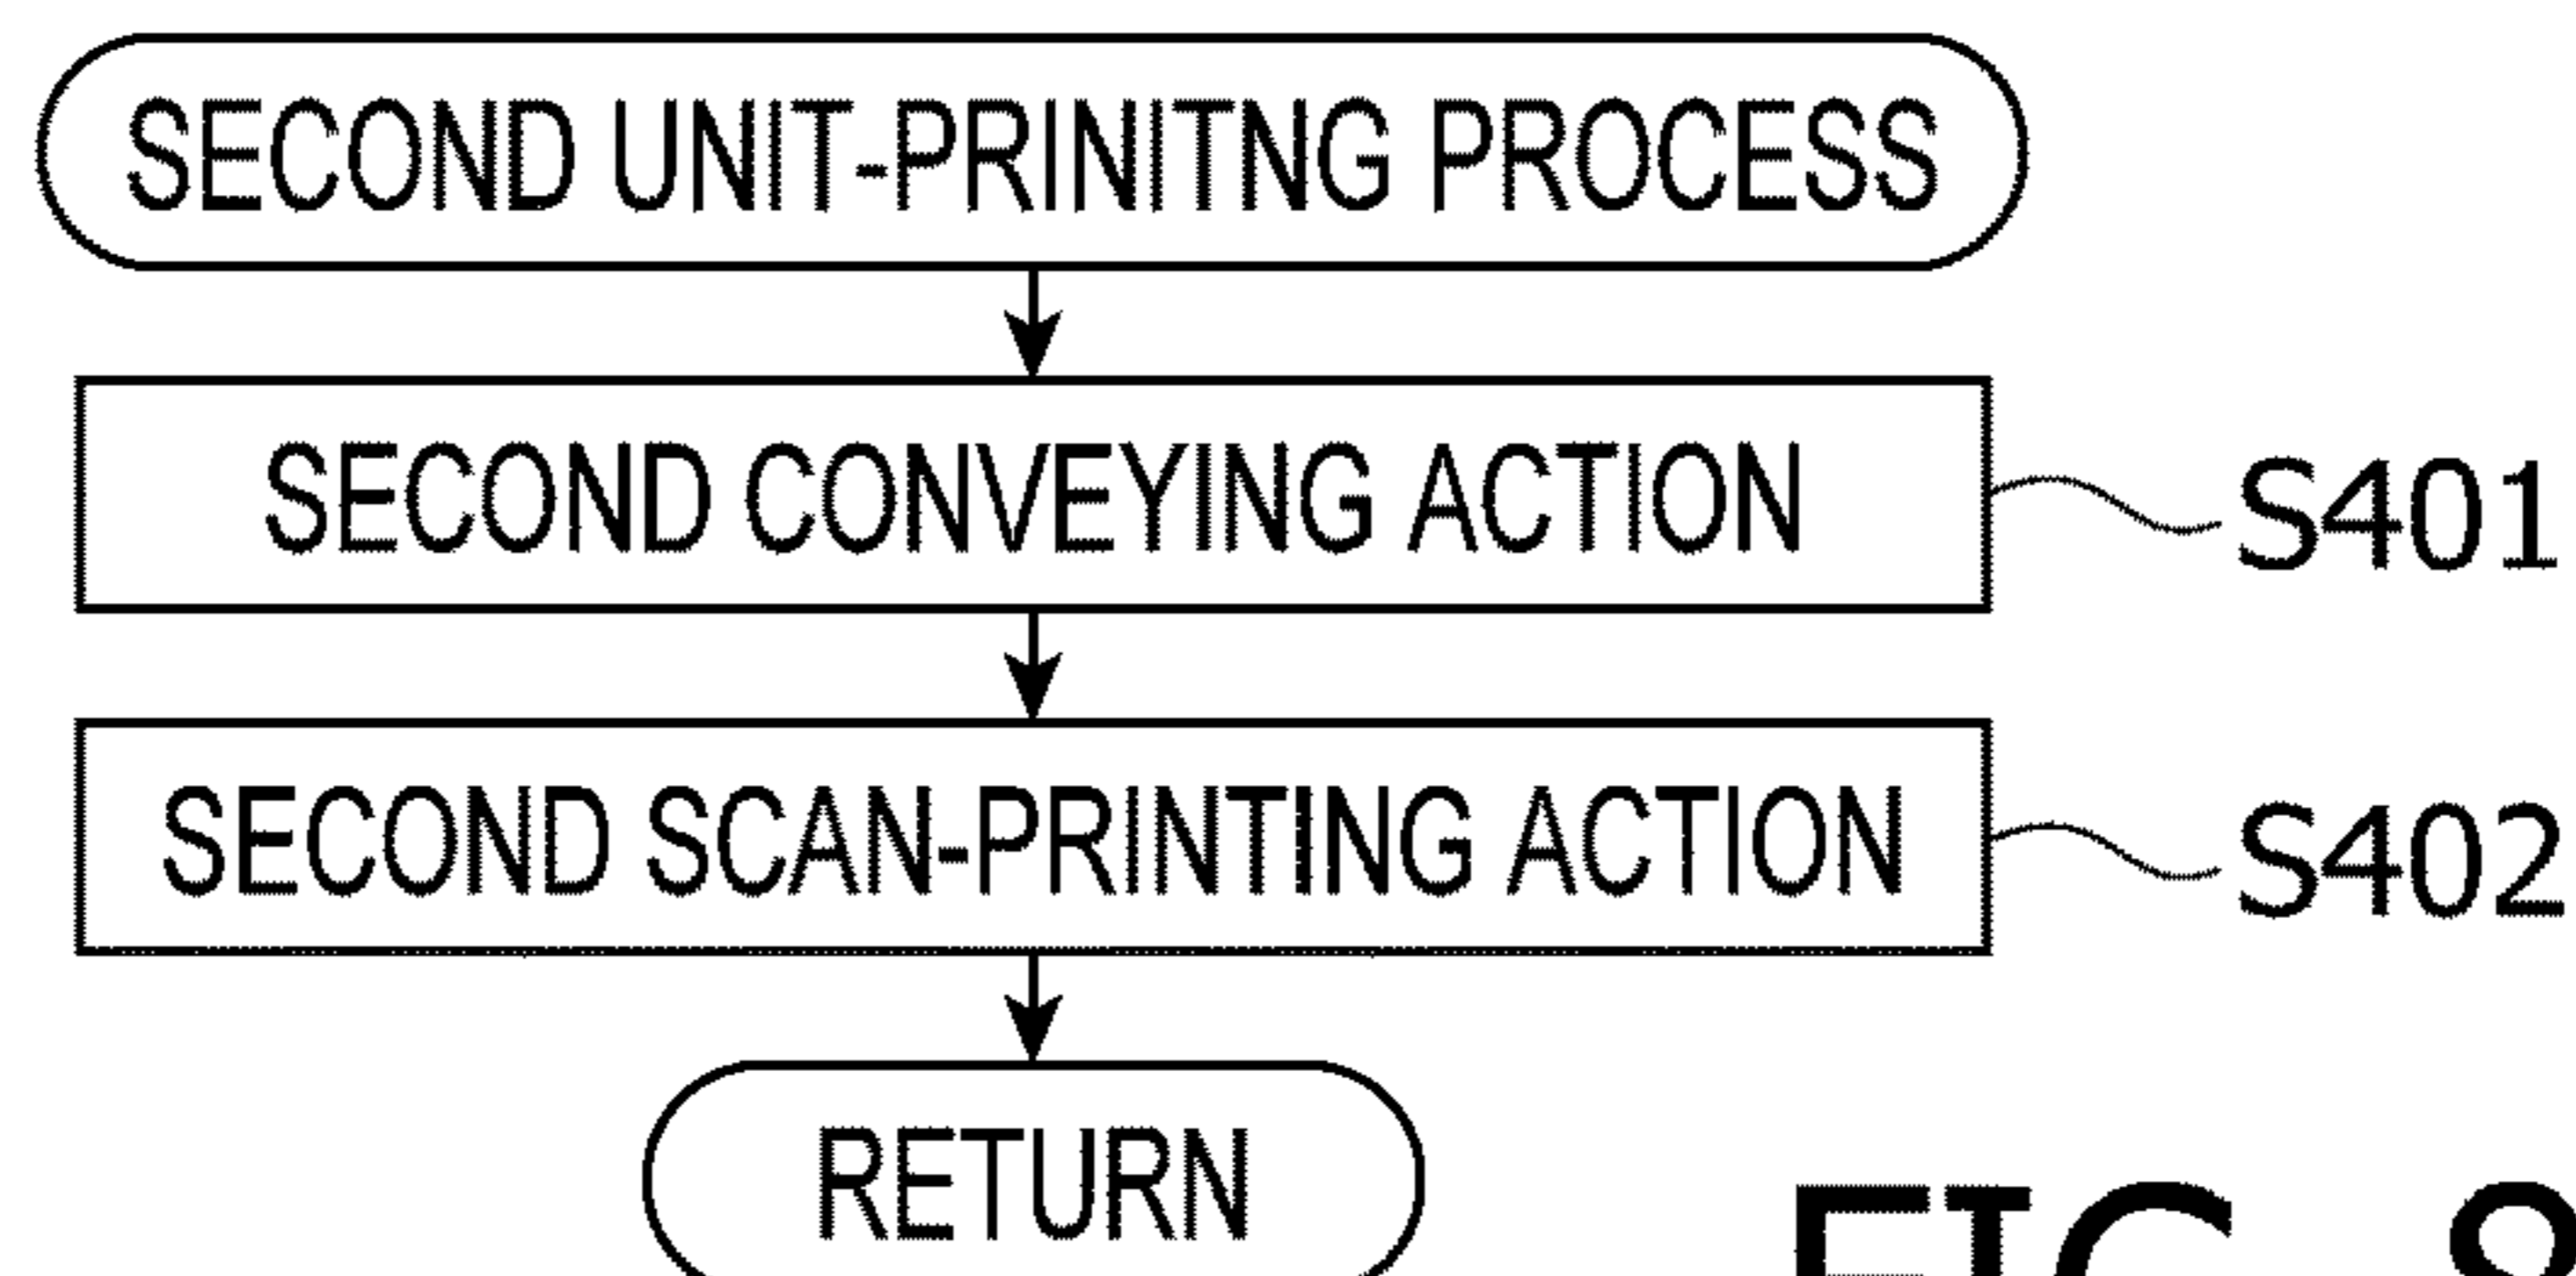 SECOND UNIT-PRINITNG PROCESS
SECOND CONVEYING ACTION
S401
SECOND SCAN-PRINTING ACTION
S402
RETURN